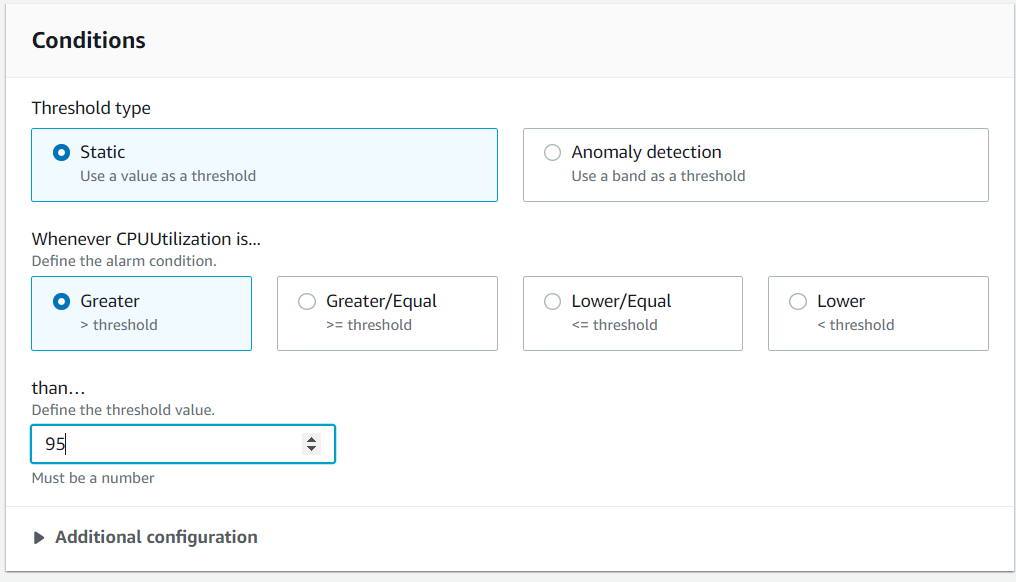 Conditions
Threshold type
Static
Use a value as a threshold
Anomaly detection
Use a band as a threshold
Whenever CPUUtilization is...
Define the alarm condition.
Greater
> threshold
Greater/Equal
>= threshold
Lower/Equal
<= threshold
Lower
< threshold
than…
Define the threshold value.
95
Must be a number
Additional configuration